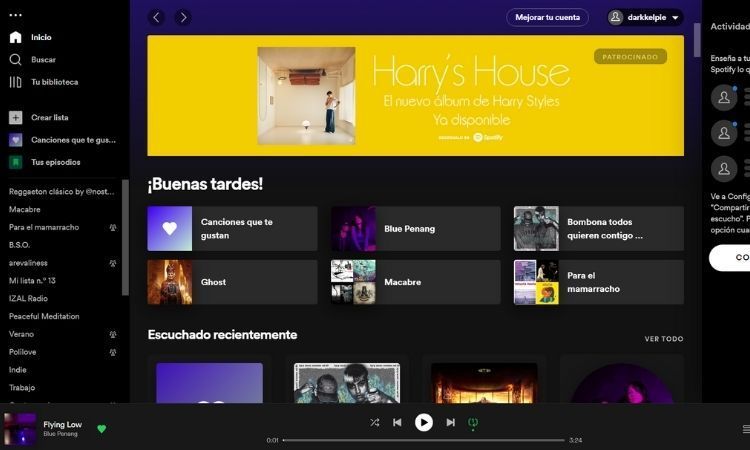 Inicio
Buscar
Tu biblioteca
Crear lista
Canciones que te gus...
Tus episodios
Reggaeton clásico by @nost...
Macabre
Para el mamarracho
B.S.O.
arevaliness
Mi lista n.º 13
IZAL Radio
Peaceful Meditation
Verano
Polilove
Indie
Trabajo
Mejorar tu cuenta
darkkelpie
PATROCINADO
Harry's House
El nuevo álbum de Harry Styles
Ya disponible
Spotify
¡Buenas tardes!
Canciones que te
gustan
Blue Penang
Bombona todos
quieren contigo ...
Ghost
Macabre
Para el
mamarracho
Escuchado recientemente
VER TODO
Actividad
Enseña a tu
Spotify lo q
Ve a Config
"Compartir
escucho". P
opción cua
CO
Flying Low
Blue Penang
0:01
3:24